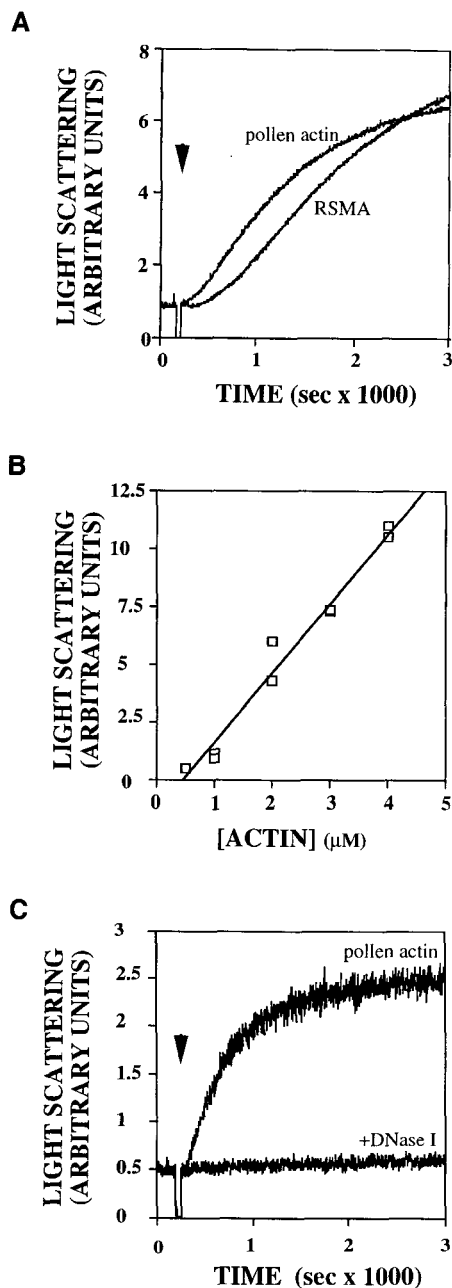 A
LIGHT SCATTERING
(ARBITRARY UNITS)
8
6
4
2
0
pollen actin
RSMA
1
2
3
TIME (sec x 1000)
B
LIGHT SCATTERING
(ARBITRARY UNITS)
12.5
10
7.5
5
2.5
0
0
1
2
3
4
5
[ACTIN] (μM)
C
LIGHT SCATTERING
(ARBITRARY UNITS)
3
2.5
2
1.5
1
0.5
0
pollen actin
+DNase I
1
2
3
TIME (sec x 1000)